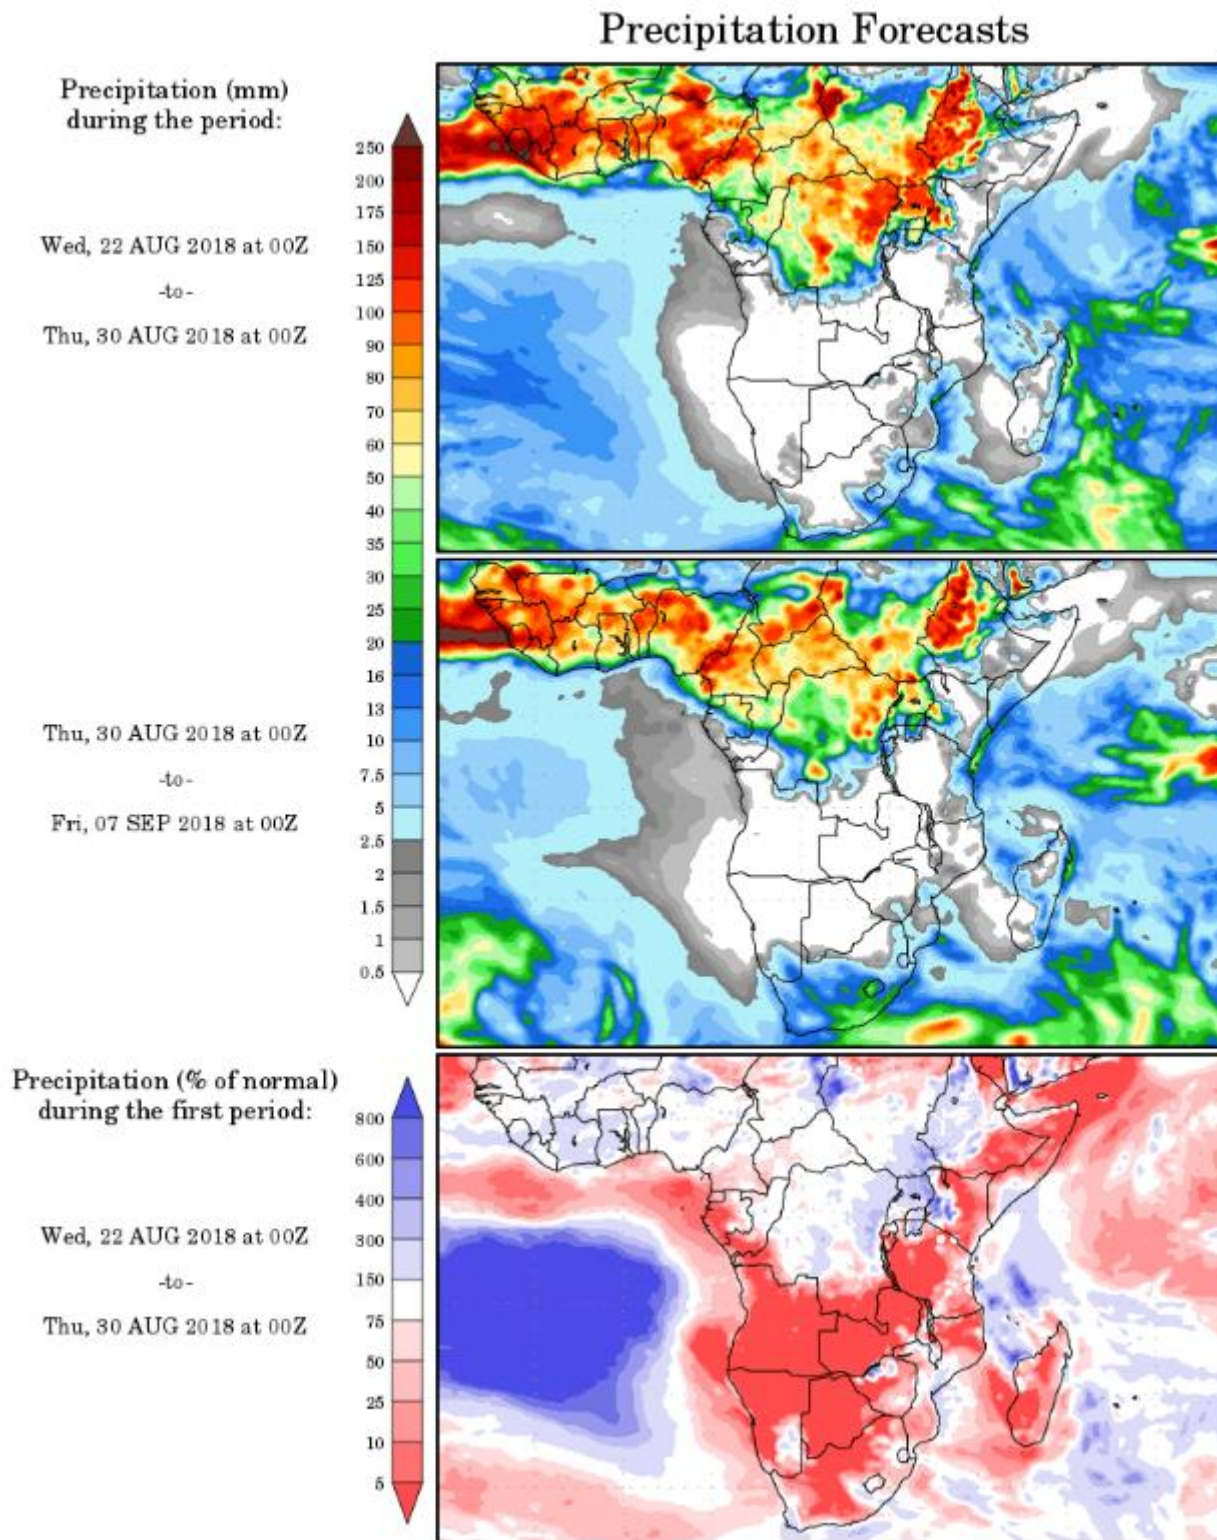 Precipitation Forecasts
Precipitation (mm)
during the period:
Wed, 22 AUG 2018 at 00Z
-to-
Thu, 30 AUG 2018 at 00Z
250
200
175
150
125
100
90
80
70
60
50
40
35
30
25
20
16
13
10
7.5
5
2.5
2
1.5
1
0.5
Thu, 30 AUG 2018 at 00Z
-to-
Fri, 07 SEP 2018 at 00Z
Precipitation (% of normal)
during the first period:
Wed, 22 AUG 2018 at 00Z
-to-
Thu, 30 AUG 2018 at 00Z
800
600
400
300
150
75
50
25
10
5